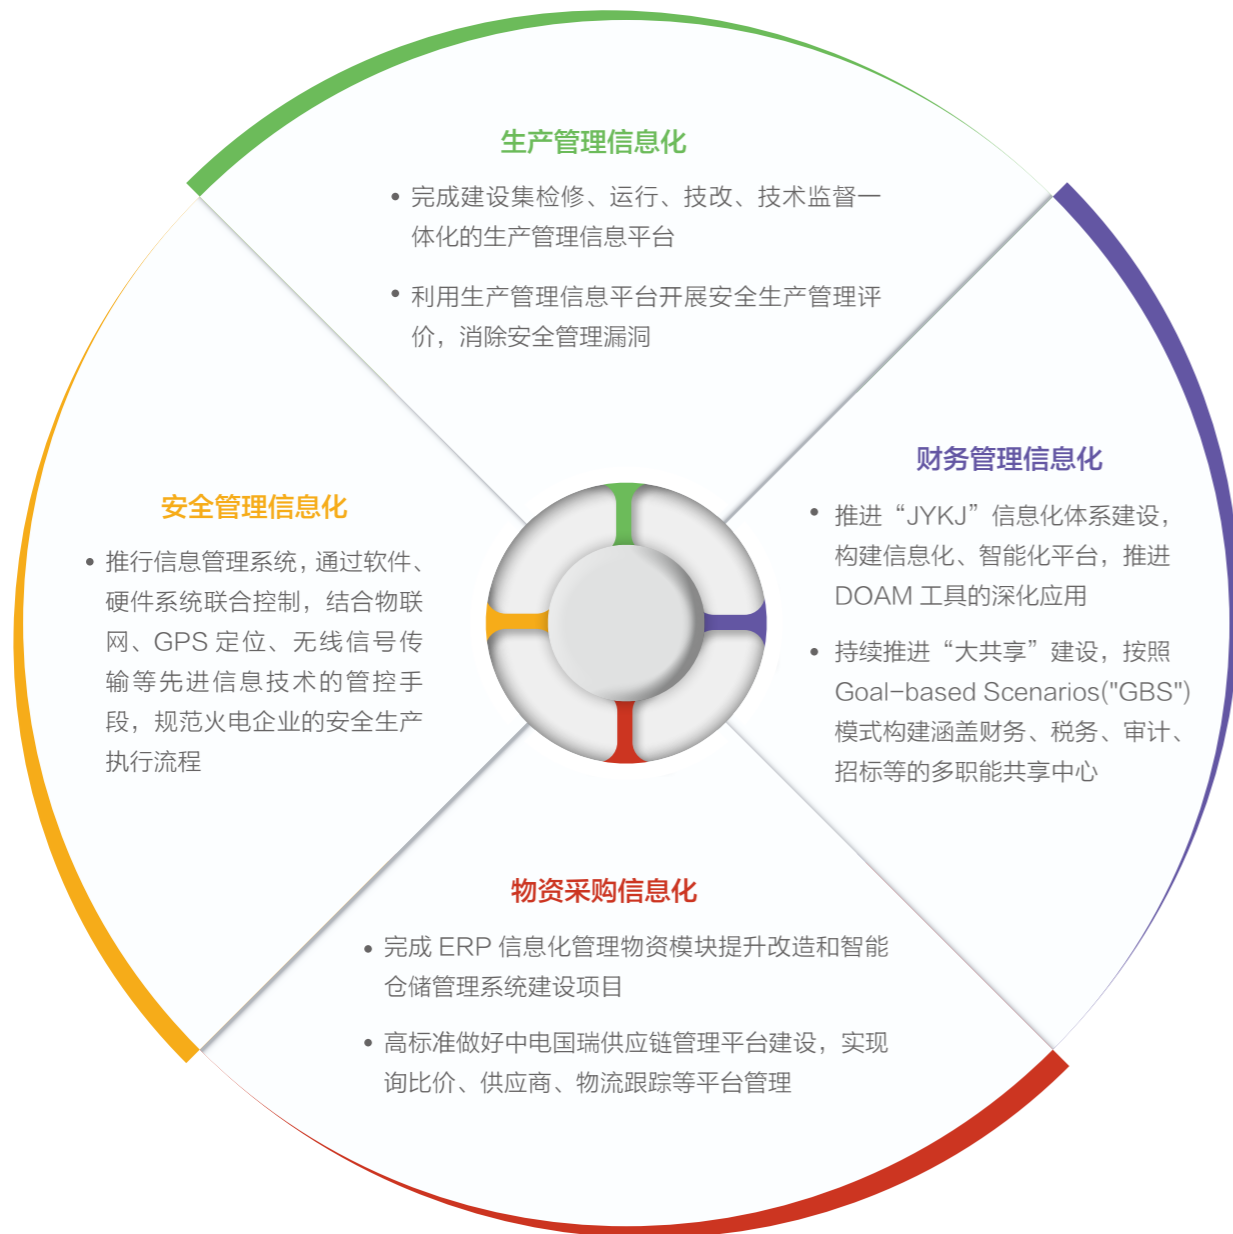 生产管理信息化
• 完成建设集检修、运行、技改、技术监督一
体化的生产管理信息平台
• 利用生产管理信息平台开展安全生产管理评
价，消除安全管理漏洞
财务管理信息化
• 推进“JYKJ”信息化体系建设，
构建信息化、智能化平台，推进
DOAM 工具的深化应用
• 持续推进“大共享”建设，按照
Goal-based Scenarios("GBS")
模式构建涵盖财务、税务、审计、
招标等的多职能共享中心
安全管理信息化
• 推行信息管理系统，通过软件、
硬件系统联合控制，结合物联
网、GPS 定位、无线信号传
输等先进信息技术的管控手
段，规范火电企业的安全生产
执行流程
物资采购信息化
• 完成 ERP 信息化管理物资模块提升改造和智能
仓储管理系统建设项目
• 高标准做好中电国瑞供应链管理平台建设，实现
询比价、供应商、物流跟踪等平台管理